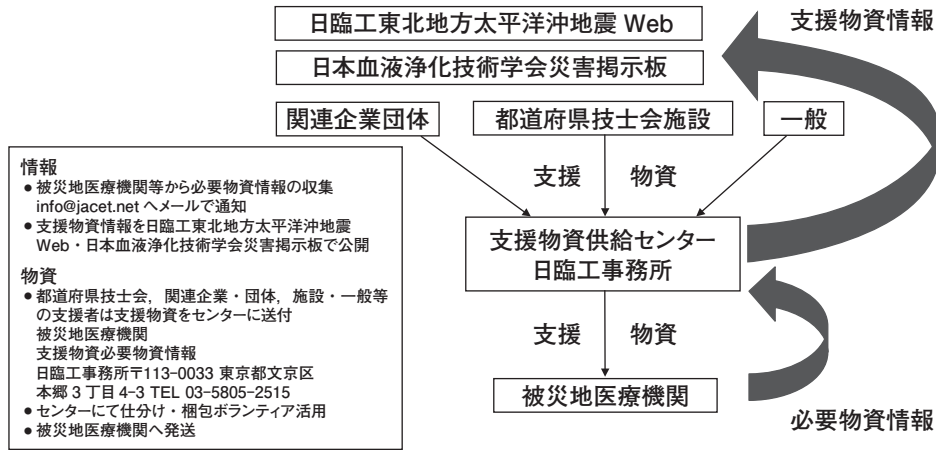 日臨工東北地方太平洋沖地震 Web
支援物資情報
日本血液浄化技術学会災害掲示板
関連企業団体
都道府県技士会施設
一般
支援 物資
支援物資供給センター
日臨工事務所
支援 物資
被災地医療機関
必要物資情報
情報
●被災地医療機関等から必要物資情報の収集
info@jacet.net へメールで通知
●支援物資情報を日臨工東北地方太平洋沖地震
Web・日本血液浄化技術学会災害掲示板で公開
物資
●都道府県技士会，関連企業・団体，施設・一般等
の支援者は支援物資をセンターに送付
被災地医療機関
支援物資必要物資情報
日臨工事務所〒113-0033 東京都文京区
本郷 3 丁目 4-3 TEL 03-5805-2515
●センターにて仕分け・梱包ボランティア活用
●被災地医療機関へ発送